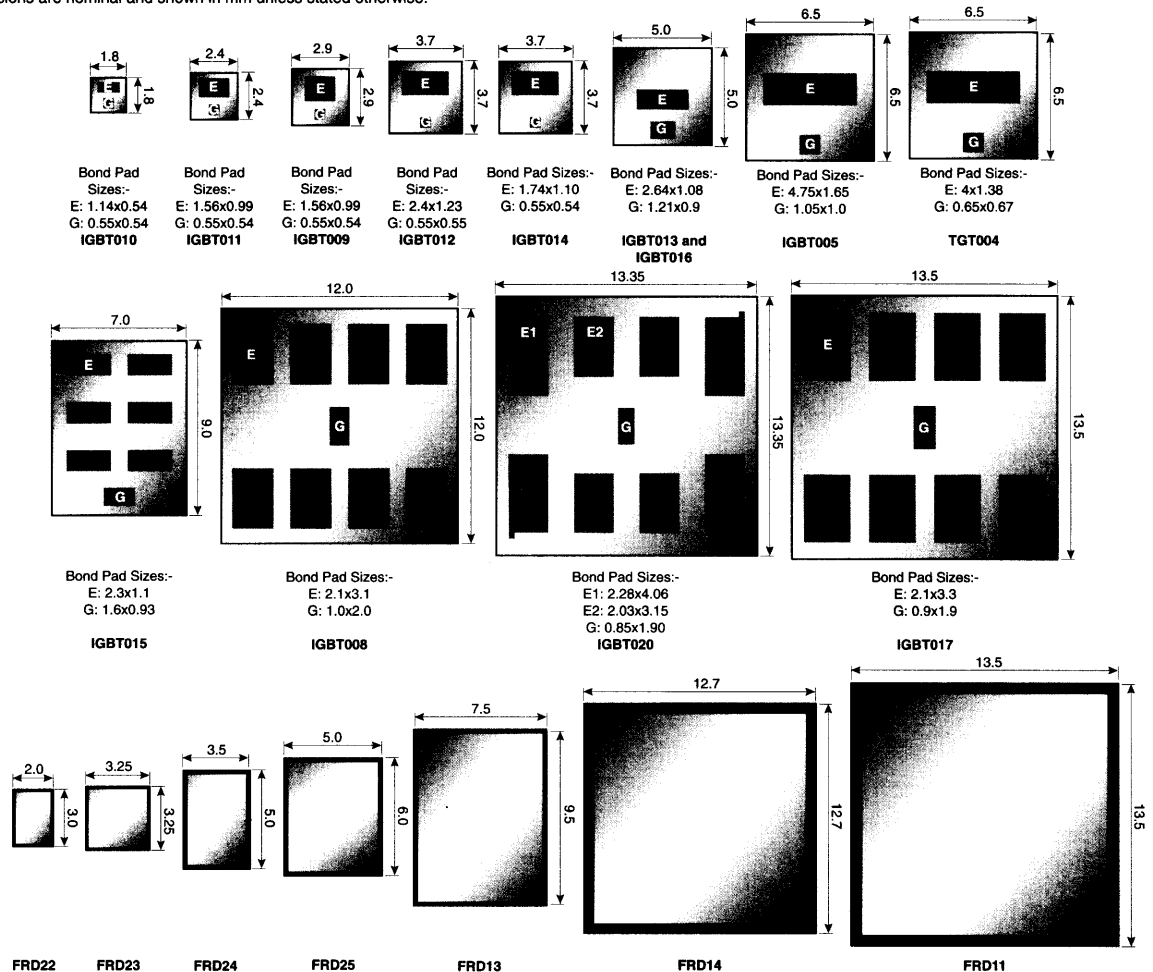 ions are nominal and shown in mm unless stated otherwise.
1.8
1.8
E
G
Bond Pad
Sizes:-
E: 1.14x0.54
G: 0.55x0.54
IGBT010
2.4
2.4
E
G
Bond Pad
Sizes:-
E: 1.56x0.99
G: 0.55x0.54
IGBT011
2.9
2.9
E
G
Bond Pad
Sizes:-
E: 1.56x0.99
G: 0.55x0.54
IGBT009
3.7
3.7
E
G
Bond Pad
Sizes:-
E: 2.4x1.23
G: 0.55x0.55
IGBT012
3.7
3.7
E
G
Bond Pad Sizes:-
E: 1.74x1.10
G: 0.55x0.54
IGBT014
5.0
5.0
E
G
Bond Pad Sizes:-
E: 2.64x1.08
G: 1.21x0.9
IGBT013 and
IGBT016
6.5
6.5
E
G
Bond Pad Sizes:-
E: 4.75x1.65
G: 1.05x1.0
IGBT005
6.5
6.5
E
G
Bond Pad Sizes:-
E: 4x1.38
G: 0.65x0.67
TGT004
7.0
9.0
E
G
Bond Pad Sizes:-
E: 2.3x1.1
G: 1.6x0.93
IGBT015
12.0
12.0
E
G
Bond Pad Sizes:-
E: 2.1x3.1
G: 1.0x2.0
IGBT008
13.35
13.35
E1 E2
G
Bond Pad Sizes:-
E1: 2.28x4.06
E2: 2.03x3.15
G: 0.85x1.90
IGBT020
13.5
13.5
E
G
Bond Pad Sizes:-
E: 2.1x3.3
G: 0.9x1.9
IGBT017
2.0
3.0
FRD22
3.25
3.25
FRD23
3.5
5.0
FRD24
5.0
6.0
FRD25
7.5
9.5
FRD13
12.7
12.7
FRD14
13.5
13.5
FRD11